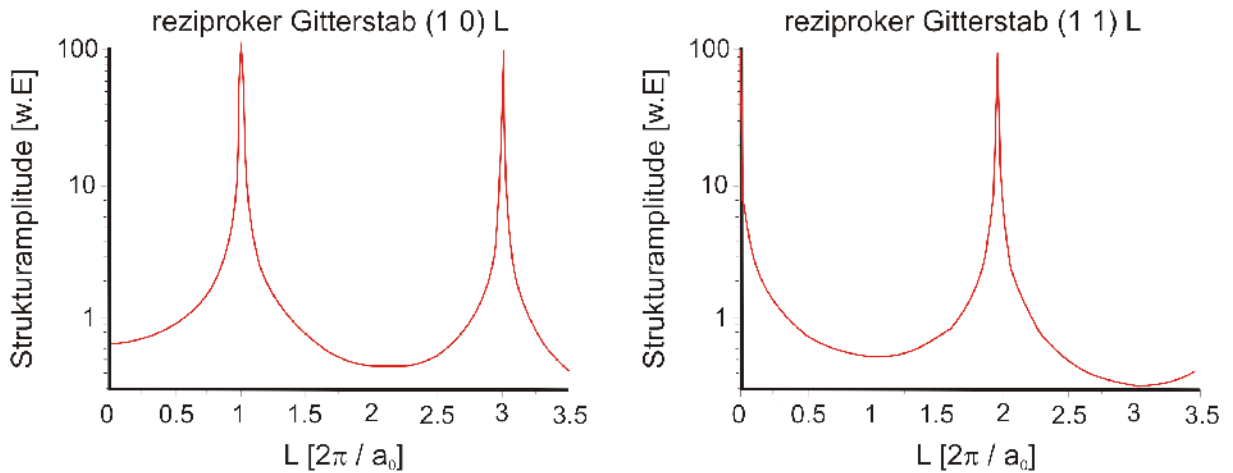 reziproker Gitterstab (1 0) L
Strukturamplitude [w.E]
100
10
1
0 0.5 1 1.5 2 2.5 3 3.5
L [2π / a₀]
reziproker Gitterstab (1 1) L
Strukturamplitude [w.E]
100
10
1
0 0.5 1 1.5 2 2.5 3 3.5
L [2π / a₀]